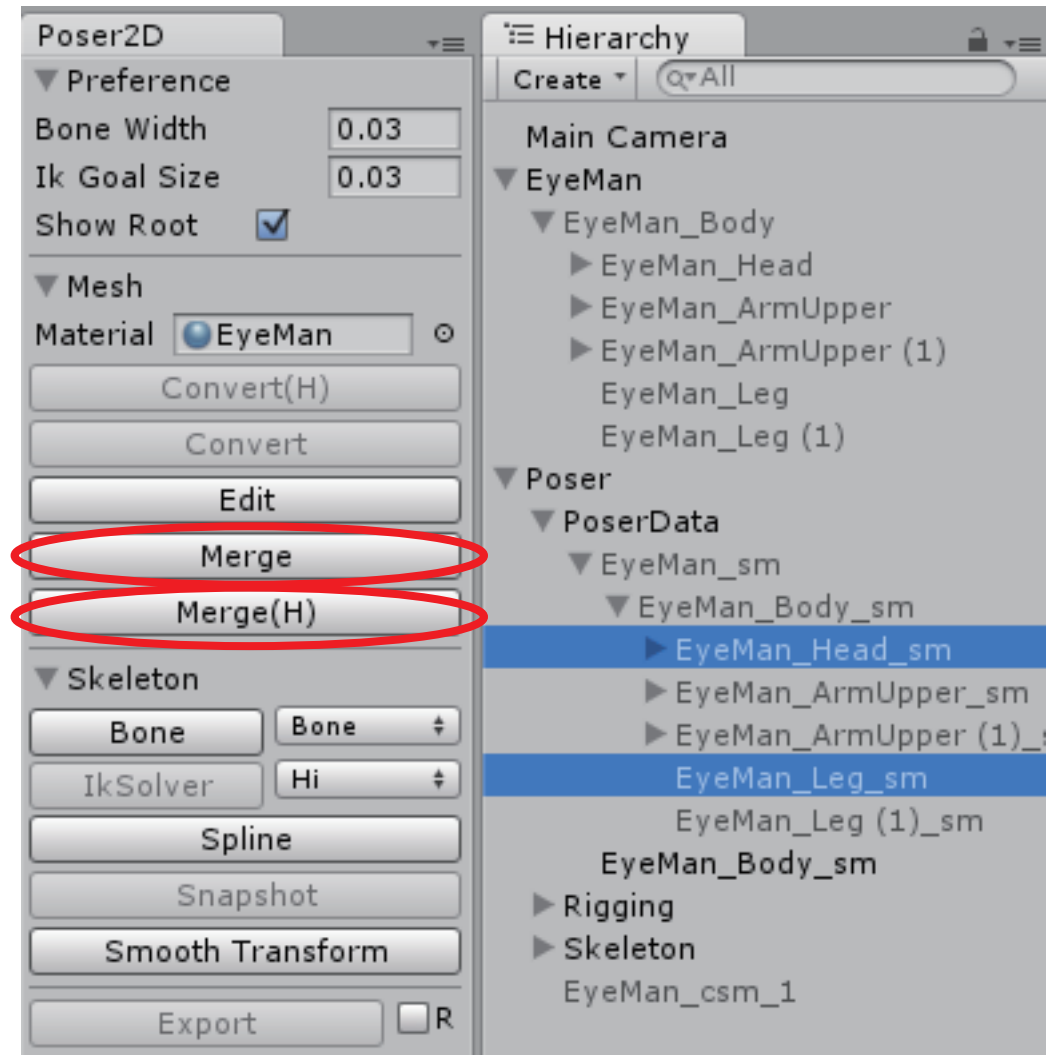 Poser2D
Preference
Bone Width 0.03
Ik Goal Size 0.03
Show Root
Mesh
Material EyeMan
Convert(H)
Convert
Edit
Merge
Merge(H)
Skeleton
Bone Bone
IkSolver Hi
Spline
Snapshot
Smooth Transform
Export R
Hierarchy
Create All
Main Camera
EyeMan
EyeMan_Body
EyeMan_Head
EyeMan_ArmUpper
EyeMan_ArmUpper (1)
EyeMan_Leg
EyeMan_Leg (1)
Poser
PoserData
EyeMan_sm
EyeMan_Body_sm
EyeMan_Head_sm
EyeMan_ArmUpper_sm
EyeMan_ArmUpper (1)_s
EyeMan_Leg_sm
EyeMan_Leg (1)_sm
EyeMan_Body_sm
Rigging
Skeleton
EyeMan_csm_1